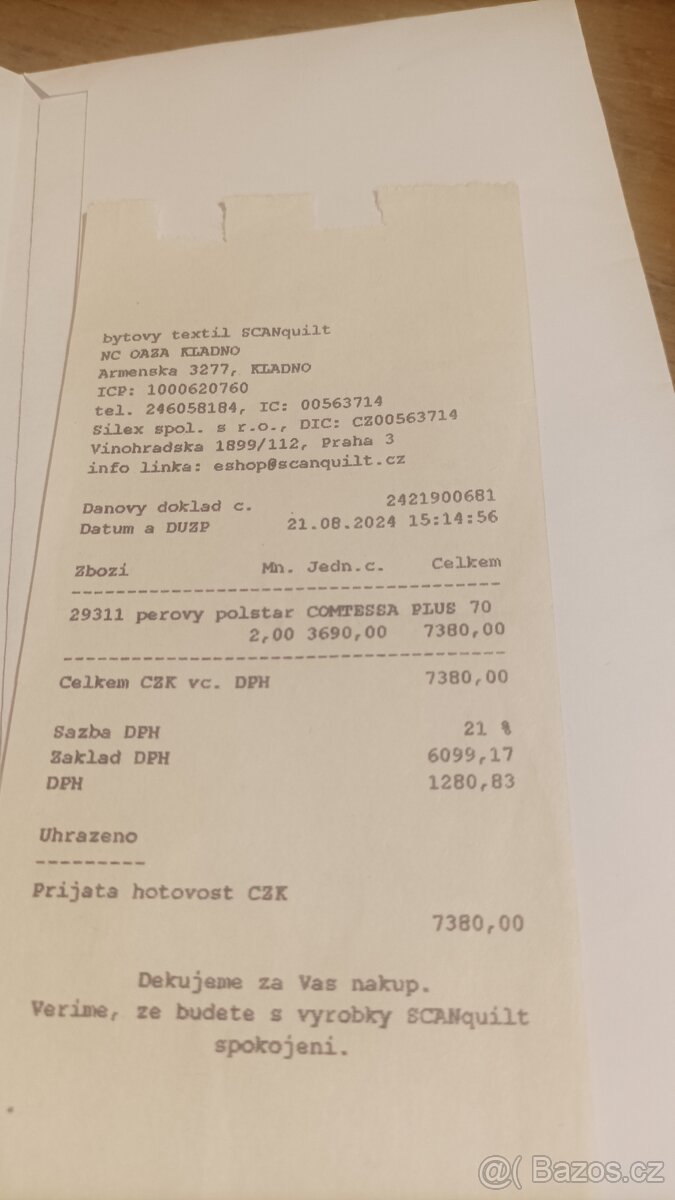 bytovy textil SCANquilt
NC OAZA KLADNO
Armenska 3277, KLADNO
ICP: 1000620760
tel. 246058184, IC: 00563714
Silex spol. s r.o., DIC: CZ00563714
Vinohradska 1899/112, Praha 3
info linka: eshop@scanquilt.cz
Danovy doklad c. 2421900681
Datum a DUZP 21.08.2024 15:14:56
Zbozi Mn. Jedn.c. Celkem
29311 perovy polstar COMTESSA PLUS 70
2,00 3690,00 7380,00
Celkem CZK vc. DPH 7380,00
Sazba DPH 21 %
Zaklad DPH 6099,17
DPH 1280,83
Uhrazeno
Prijata hotovost CZK
7380,00
Dekujeme za Vas nakup.
Verime, ze budete s vyrobky SCANquilt
spokojeni.
@( Bazos.cz